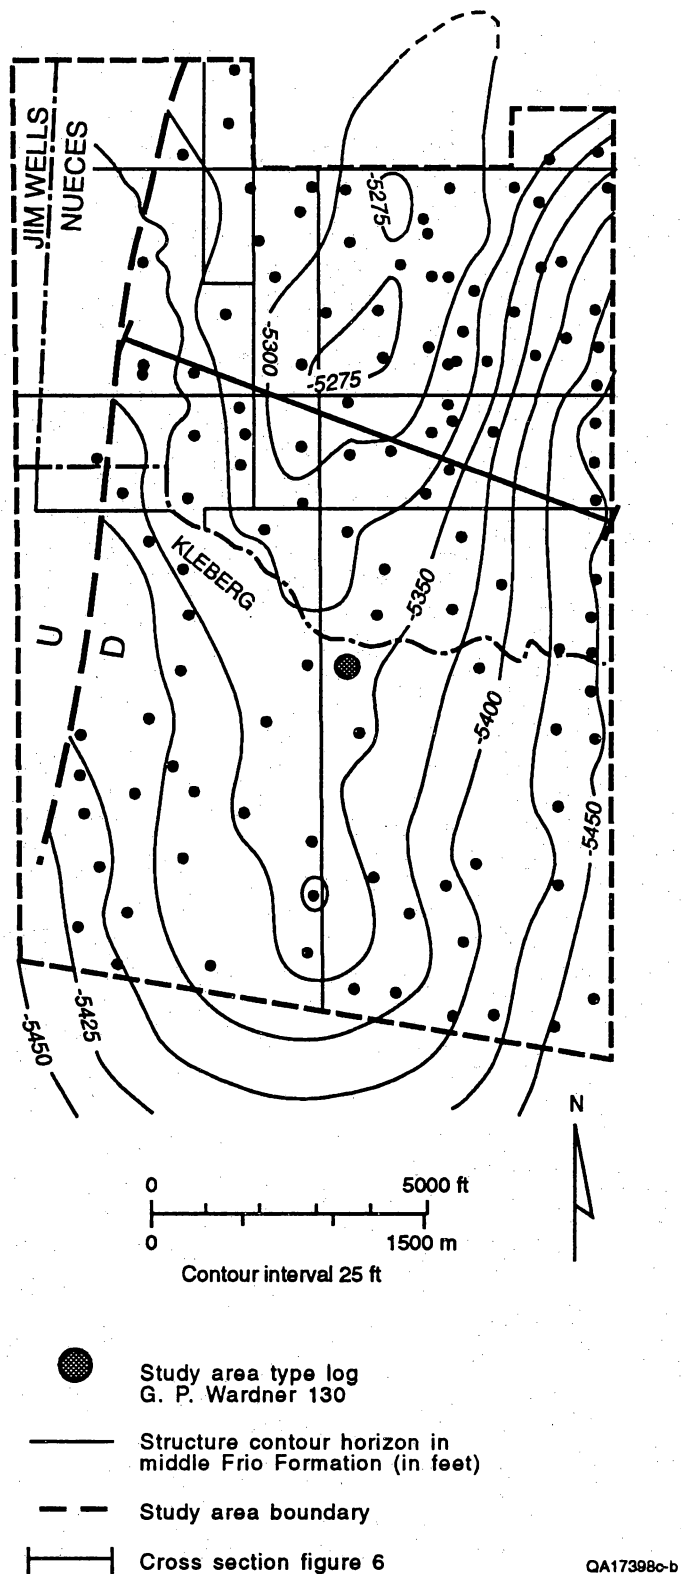 JIM WELLS
NUECES
-5275
-5300
-5275
KLEBERG
-5350
U
D
-5400
-5450
-5425
-5450
N
0 5000 ft
0 1500 m
Contour interval 25 ft
Study area type log
G. P. Wardner 130
Structure contour horizon in
middle Frio Formation (in feet)
Study area boundary
Cross section figure 6
QA17398c-b